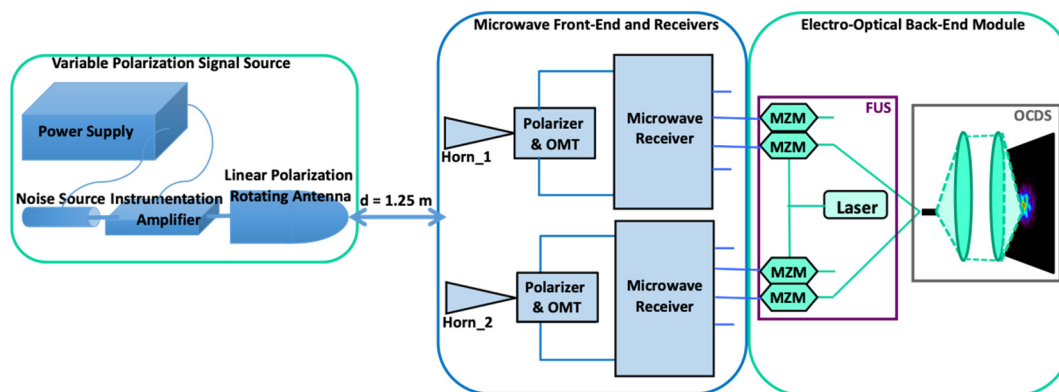 Variable Polarization Signal Source
Power Supply
Noise Source
Instrumentation
Amplifier
Linear Polarization
Rotating Antenna
d = 1.25 m
Microwave Front-End and Receivers
Horn_1
Polarizer
& OMT
Microwave
Receiver
Horn_2
Polarizer
& OMT
Microwave
Receiver
Electro-Optical Back-End Module
FUS
MZM
MZM
Laser
MZM
MZM
OCDS